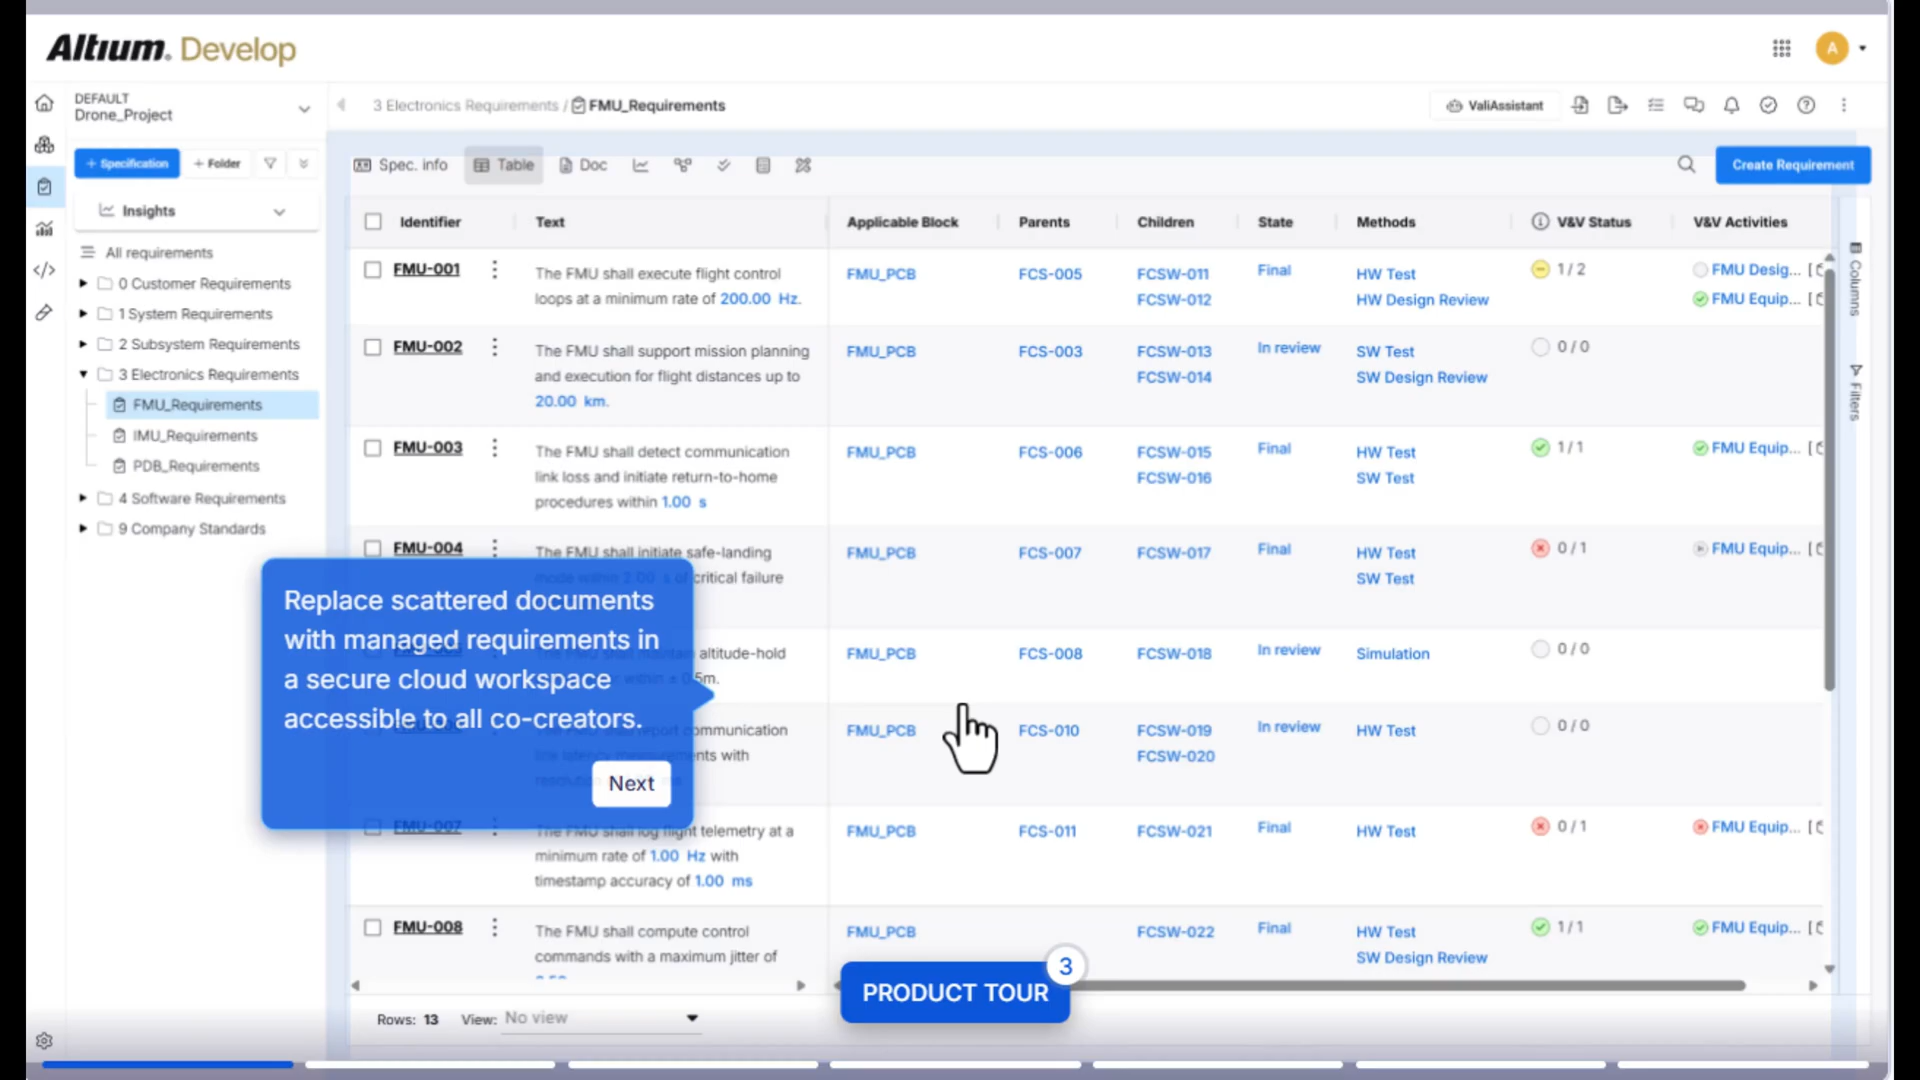 Altium. Develop
A
DEFAULT
Drone_Project
3 Electronics Requirements / FMU_Requirements
ValiAssistant
+ Specification
+ Folder
Spec. info
Table
Doc
Create Requirement
Insights
All requirements
0 Customer Requirements
1 System Requirements
2 Subsystem Requirements
3 Electronics Requirements
FMU_Requirements
IMU_Requirements
PDB_Requirements
4 Software Requirements
9 Company Standards
Identifier Text Applicable Block Parents Children State Methods V&V Status V&V Activities
Columns
Filters
FMU-001
The FMU shall execute flight control
loops at a minimum rate of 200.00 Hz.
FMU_PCB
FCS-005
FCSW-011
FCSW-012
Final
HW Test
HW Design Review
1 / 2
FMU Desig... [
FMU Equip... [
FMU-002
The FMU shall support mission planning
and execution for flight distances up to
20.00 km.
FMU_PCB
FCS-003
FCSW-013
FCSW-014
In review
SW Test
SW Design Review
0 / 0
FMU-003
The FMU shall detect communication
link loss and initiate return-to-home
procedures within 1.00 s
FMU_PCB
FCS-006
FCSW-015
FCSW-016
Final
HW Test
SW Test
1 / 1
FMU Equip... [
FMU-004
The FMU shall initiate safe-landing
mode within 2.00 s of critical failure
FMU_PCB
FCS-007
FCSW-017
Final
HW Test
SW Test
0 / 1
FMU Equip... [
altitude-hold
FMU_PCB
FCS-008
FCSW-018
In review
Simulation
0 / 0
communication
with
FMU_PCB
FCS-010
FCSW-019
FCSW-020
In review
HW Test
0 / 0
FMU-007
The FMU shall log flight telemetry at a
minimum rate of 1.00 Hz with
timestamp accuracy of 1.00 ms
FMU_PCB
FCS-011
FCSW-021
Final
HW Test
0 / 1
FMU Equip... [
FMU-008
The FMU shall compute control
commands with a maximum jitter of
FMU_PCB
FCSW-022
Final
HW Test
SW Design Review
1 / 1
FMU Equip... [
Replace scattered documents
with managed requirements in
a secure cloud workspace
accessible to all co-creators.
Next
3
PRODUCT TOUR
Rows: 13 View: No view